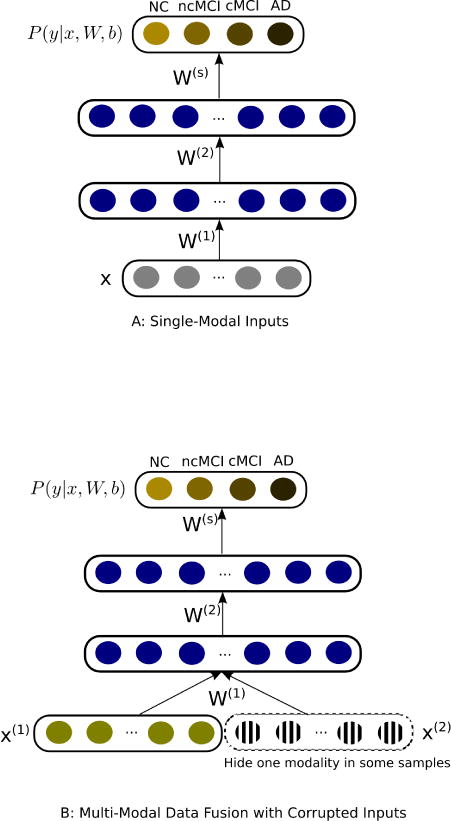 NC ncMCI cMCI AD
P(y|x, W, b)
W(s)
...
W(2)
...
W(1)
x ...
A: Single-Modal Inputs
NC ncMCI cMCI AD
P(y|x, W, b)
W(s)
...
W(2)
...
W(1)
x(1) ... ... x(2)
Hide one modality in some samples
B: Multi-Modal Data Fusion with Corrupted Inputs